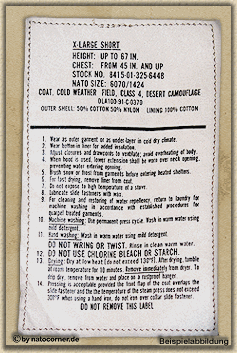 X-LARGE SHORT
HEIGHT: UP TO 67 IN.
CHEST: FROM 45 IN. AND UP
STOCK NO. 8415-01-325-6448
NATO SIZE: 6070/1424
COAT, COLD WEATHER FIELD, CLASS 4, DESERT CAMOUFLAGE
DLA100-91-C-0379
OUTER SHELL: 50% COTTON 50% NYLON LINING 100% COTTON
1. Wear as outer garment or as under-layer in cold dry climate.
2. Wear button-in liner for added insulation.
3. Adjust closures and drawcords to ventilate; avoid overheating of body.
4. When hood is used, lower extension shall be worn over neck opening,
preventing water entering opening.
5. Brush snow or frost from garments before entering heated shelters.
6. For fast drying, remove liner from coat.
7. Do not expose to high temperature of a stove.
8. Lubricate slide fasteners with wax.
9. For cleaning and restoring of water repellency, return to laundry for
machine washing in accordance with established procedures for
quarpel treated garments.
10. Machine washing: Use permanent press cycle. Wash in warm water using
mild detergent.
11. Hand washing: Wash in warm water using mild detergent.
DO NOT WRING OR TWIST. Rinse in clean warm water.
12. DO NOT USE CHLORINE BLEACH OR STARCH.
13. Drying: Dry at low heat (do not exceed 130°F). After drying, tumble
at room temperature for 10 minutes. Remove immediately from dryer. To
drip dry, remove from water and place on a rustproof hanger.
14. Pressing is acceptable provided the front flap of the coat overlaps the
slide fastener and the temperature of the steam press does not exceed
300°F when using a hand iron, do not iron over collar slide fastener.
DO NOT REMOVE THIS LABEL
© by natocorner.de
Beispielabbildung